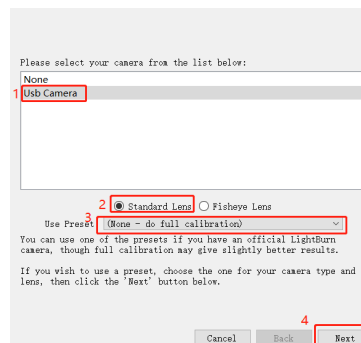 Please select your camera from the list below:
None
1 Usb Camera
2 Standard Lens Fisheye Lens
3
Use Preset (None - do full calibration)
You can use one of the presets if you have an official LightBurn
camera, though full calibration may give slightly better results.
If you wish to use a preset, choose the one for your camera type and
lens, then click the 'Next' button below.
4
Cancel Back Next